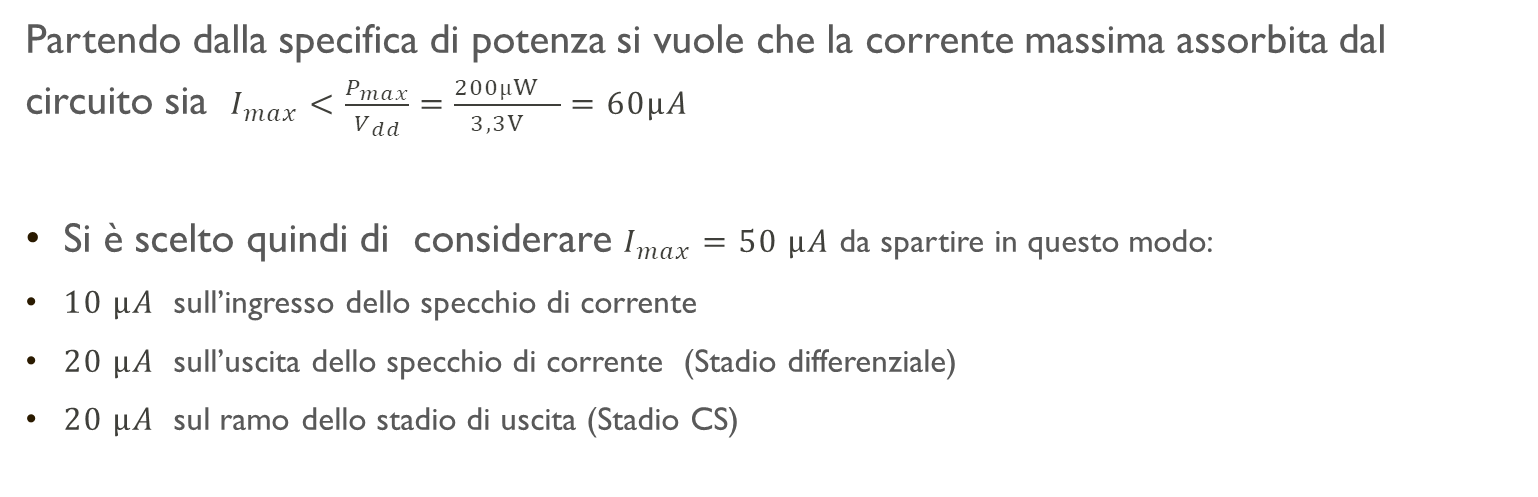 Partendo dalla specifica di potenza si vuole che la corrente massima assorbita dal
circuito sia I_max < P_max/V_dd = 200µW/3,3V = 60µA
• Si è scelto quindi di considerare I_max = 50 µA da spartire in questo modo:
• 10 µA sull’ingresso dello specchio di corrente
• 20 µA sull’uscita dello specchio di corrente (Stadio differenziale)
• 20 µA sul ramo dello stadio di uscita (Stadio CS)